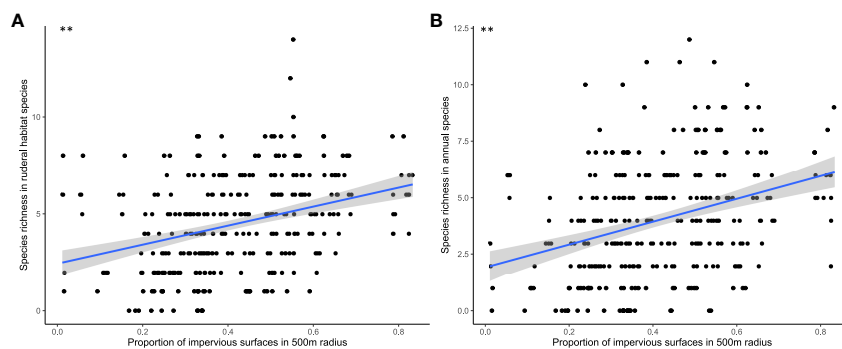 A
**
Species richness in ruderal habitat species
10
5
0
0.0 0.2 0.4 0.6 0.8
Proportion of impervious surfaces in 500m radius
B
**
Species richness in annual species
12.5
10.0
7.5
5.0
2.5
0.0
0.0 0.2 0.4 0.6 0.8
Proportion of impervious surfaces in 500m radius